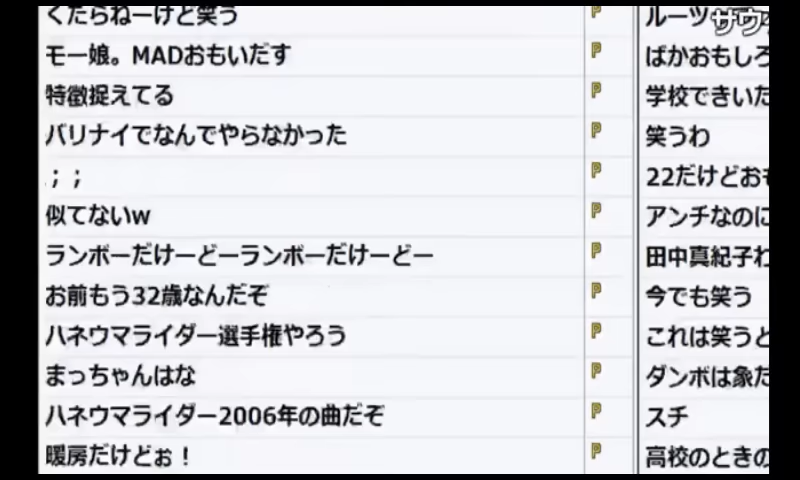 くだらねーけど笑う
モー娘。MADおもいだす
特徴捉えてる
バリナイでなんでやらなかった
；；
似てないw
ランボーだけーどーランボーだけーどー
お前もう32歳なんだぞ
ハネウマライダー選手権やろう
まっちゃんはな
ハネウマライダー2006年の曲だぞ
暖房だけどぉ！
P
P
P
P
P
P
P
P
P
P
P
P
ルーツ
サウ
ばかおもしろ
学校できいた
笑うわ
22だけどおも
アンチなのに
田中真紀子わ
今でも笑う
これは笑うと
ダンボは象だ
スチ
高校のときの